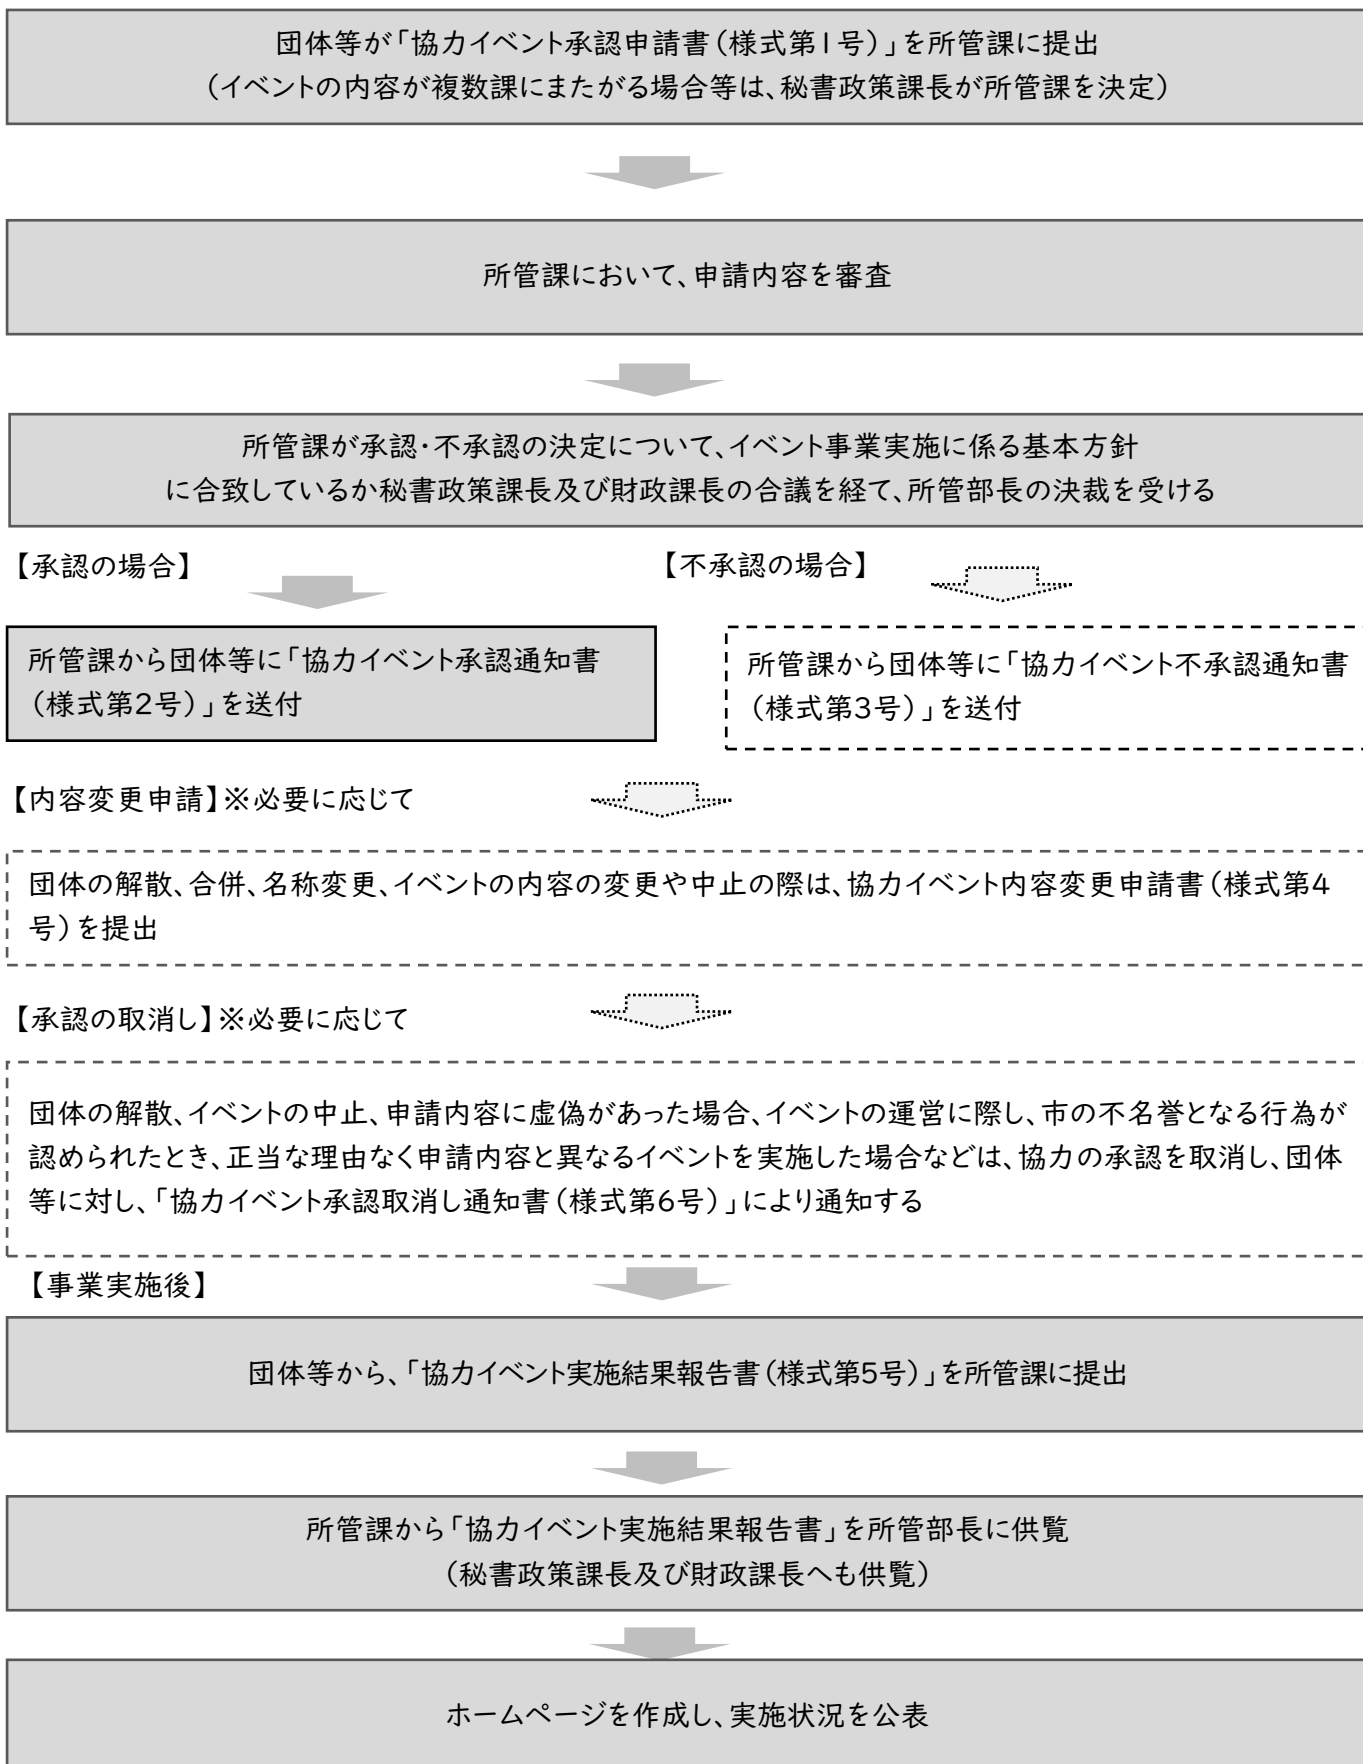 団体等が「協力イベント承認申請書(様式第1号)」を所管課に提出
(イベントの内容が複数課にまたがる場合等は、秘書政策課長が所管課を決定)
所管課において、申請内容を審査
所管課が承認・不承認の決定について、イベント事業実施に係る基本方針
に合致しているか秘書政策課長及び財政課長の合議を経て、所管部長の決裁を受ける
【承認の場合】
所管課から団体等に「協力イベント承認通知書
(様式第2号)」を送付
【不承認の場合】
所管課から団体等に「協力イベント不承認通知書
(様式第3号)」を送付
【内容変更申請】※必要に応じて
団体の解散、合併、名称変更、イベントの内容の変更や中止の際は、協力イベント内容変更申請書(様式第4
号)を提出
【承認の取消し】※必要に応じて
団体の解散、イベントの中止、申請内容に虚偽があった場合、イベントの運営に際し、市の不名誉となる行為が
認められたとき、正当な理由なく申請内容と異なるイベントを実施した場合などは、協力の承認を取消し、団体
等に対し、「協力イベント承認取消し通知書(様式第6号)」により通知する
【事業実施後】
団体等から、「協力イベント実施結果報告書(様式第5号)」を所管課に提出
所管課から「協力イベント実施結果報告書」を所管部長に供覧
(秘書政策課長及び財政課長へも供覧)
ホームページを作成し、実施状況を公表